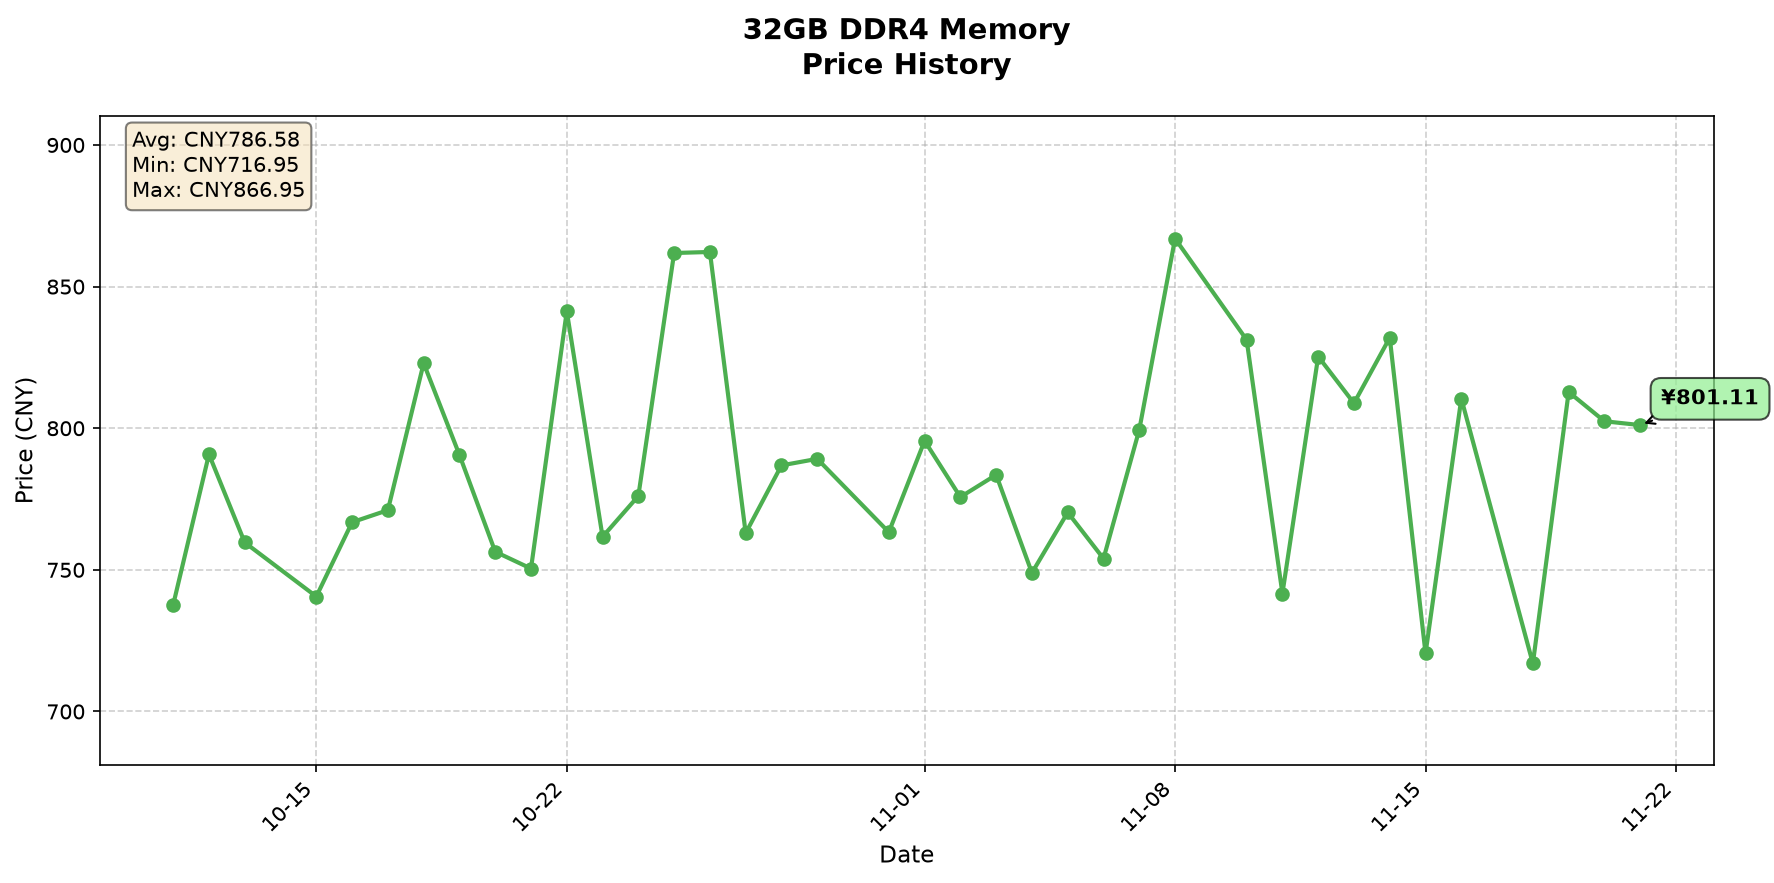 32GB DDR4 Memory
Price History
Avg: CNY786.58
Min: CNY716.95
Max: CNY866.95
900
850
800
750
700
Price (CNY)
¥801.11
10-15
10-22
11-01
11-08
11-15
11-22
Date